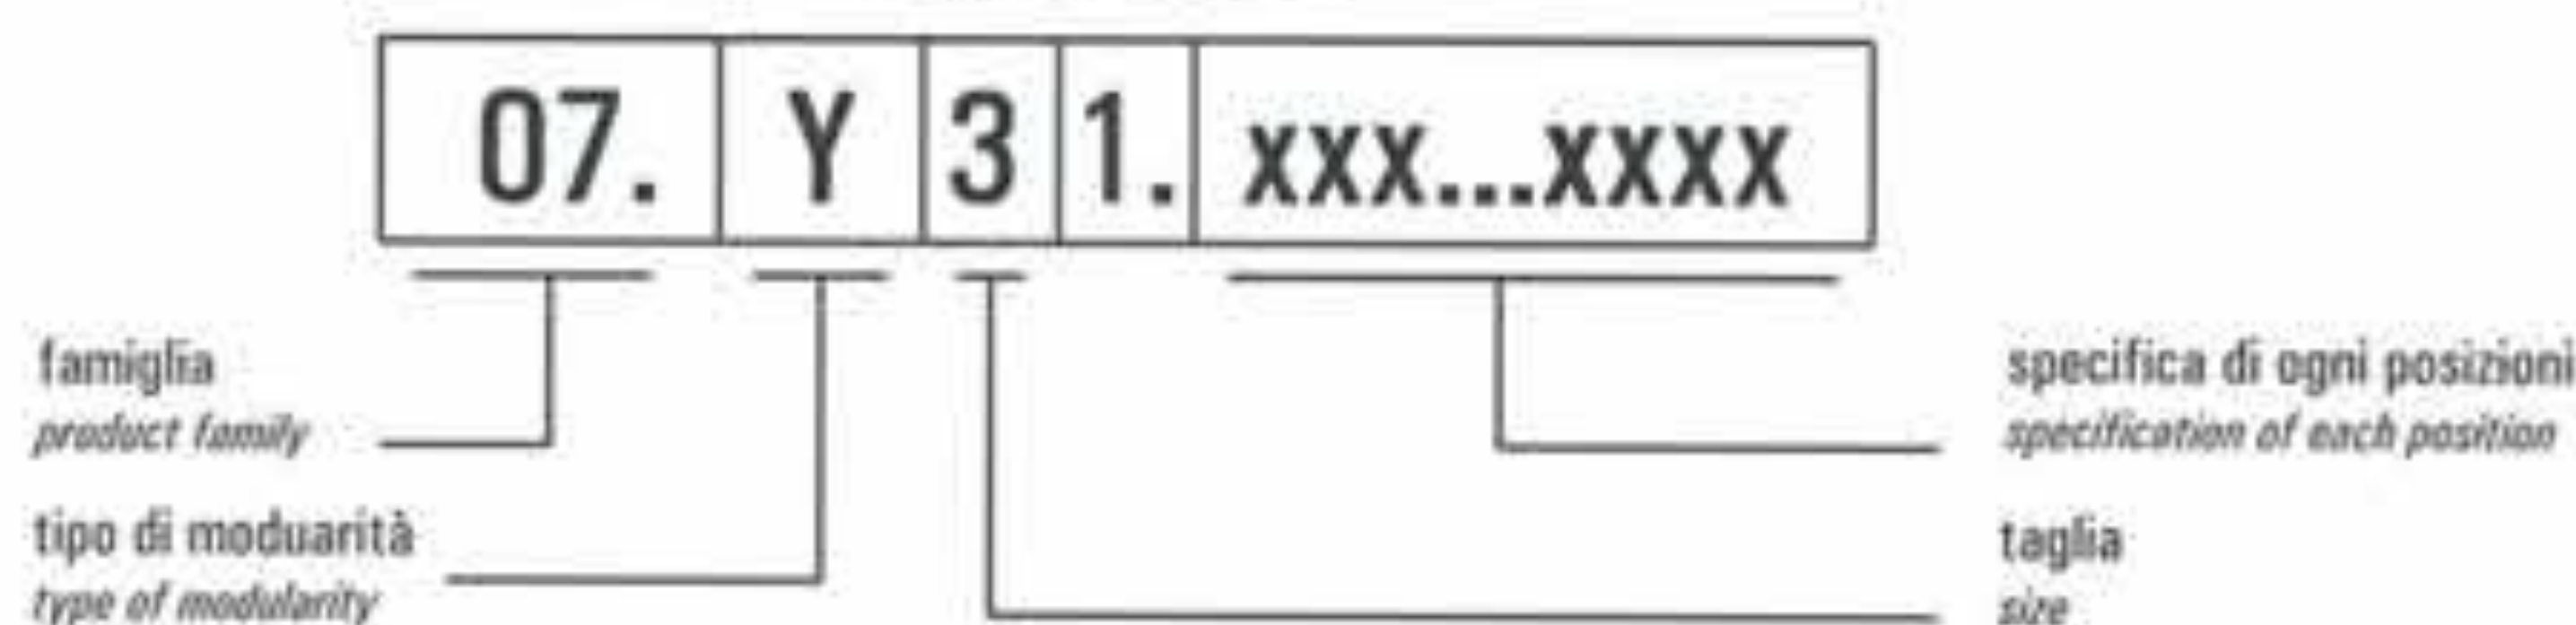 07. Y 3 1. xxx...xxxx
famiglia
product family
tipo di moduarità
type of modularity
specifica di ogni posizioni
specification of each position
taglia
size